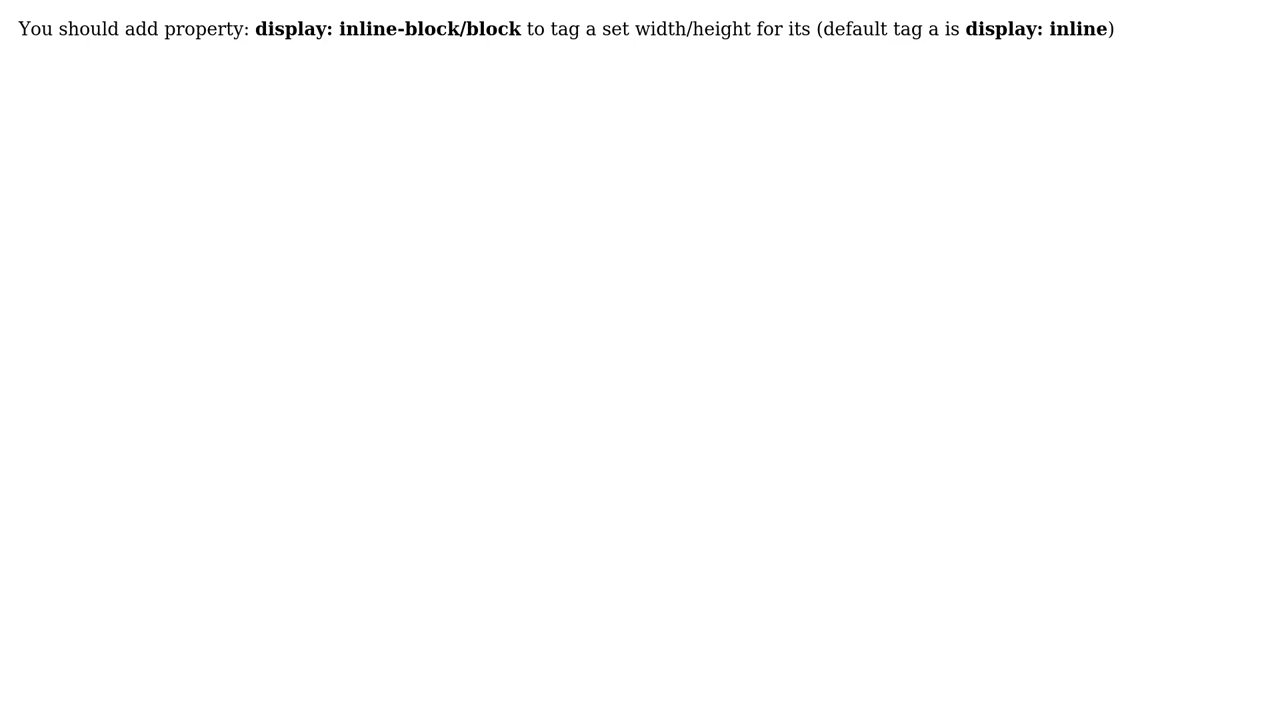 You should add property: display: inline-block/block to tag a set width/height for its (default tag a is display: inline)